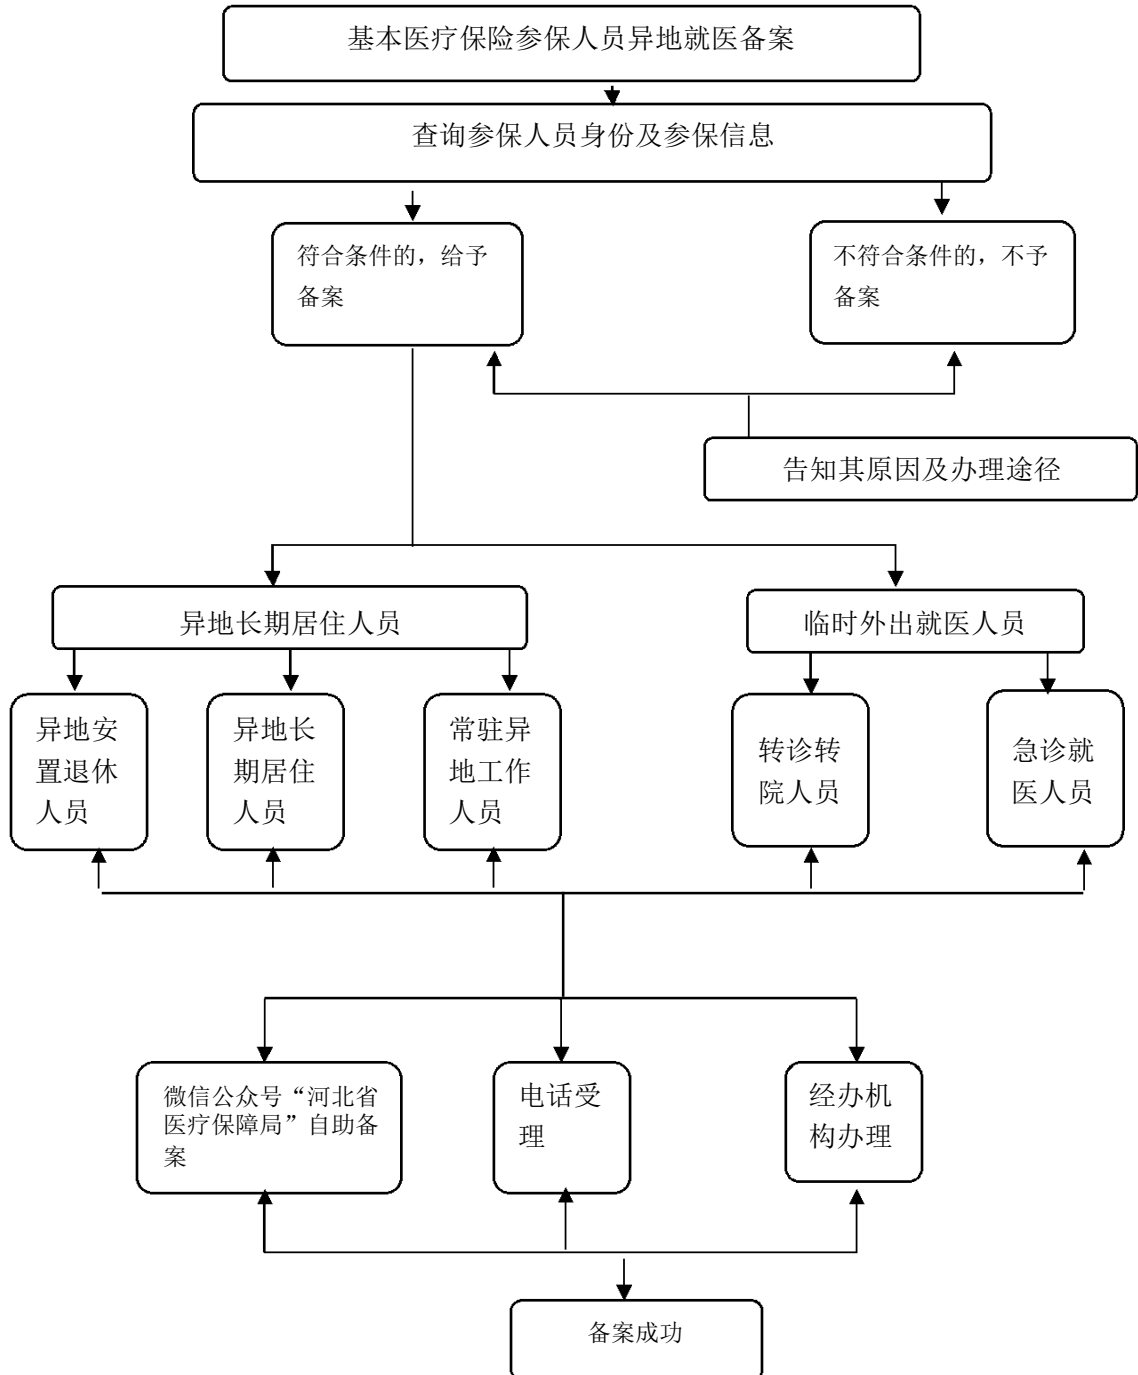 基本医疗保险参保人员异地就医备案
查询参保人员身份及参保信息
符合条件的，给予
备案
不符合条件的，不予
备案
告知其原因及办理途径
异地长期居住人员
临时外出就医人员
异地安
置退休
人员
异地长
期居住
人员
常驻异
地工作
人员
转诊转
院人员
急诊就
医人员
微信公众号“河北省
医疗保障局”自助备
案
电话受
理
经办机
构办理
备案成功